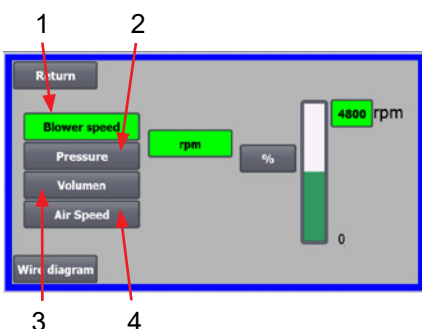 1 2
Return
Blower speed
4800 rpm
rpm
Pressure
%
Volumen
Air Speed
0
Wire diagram
3 4